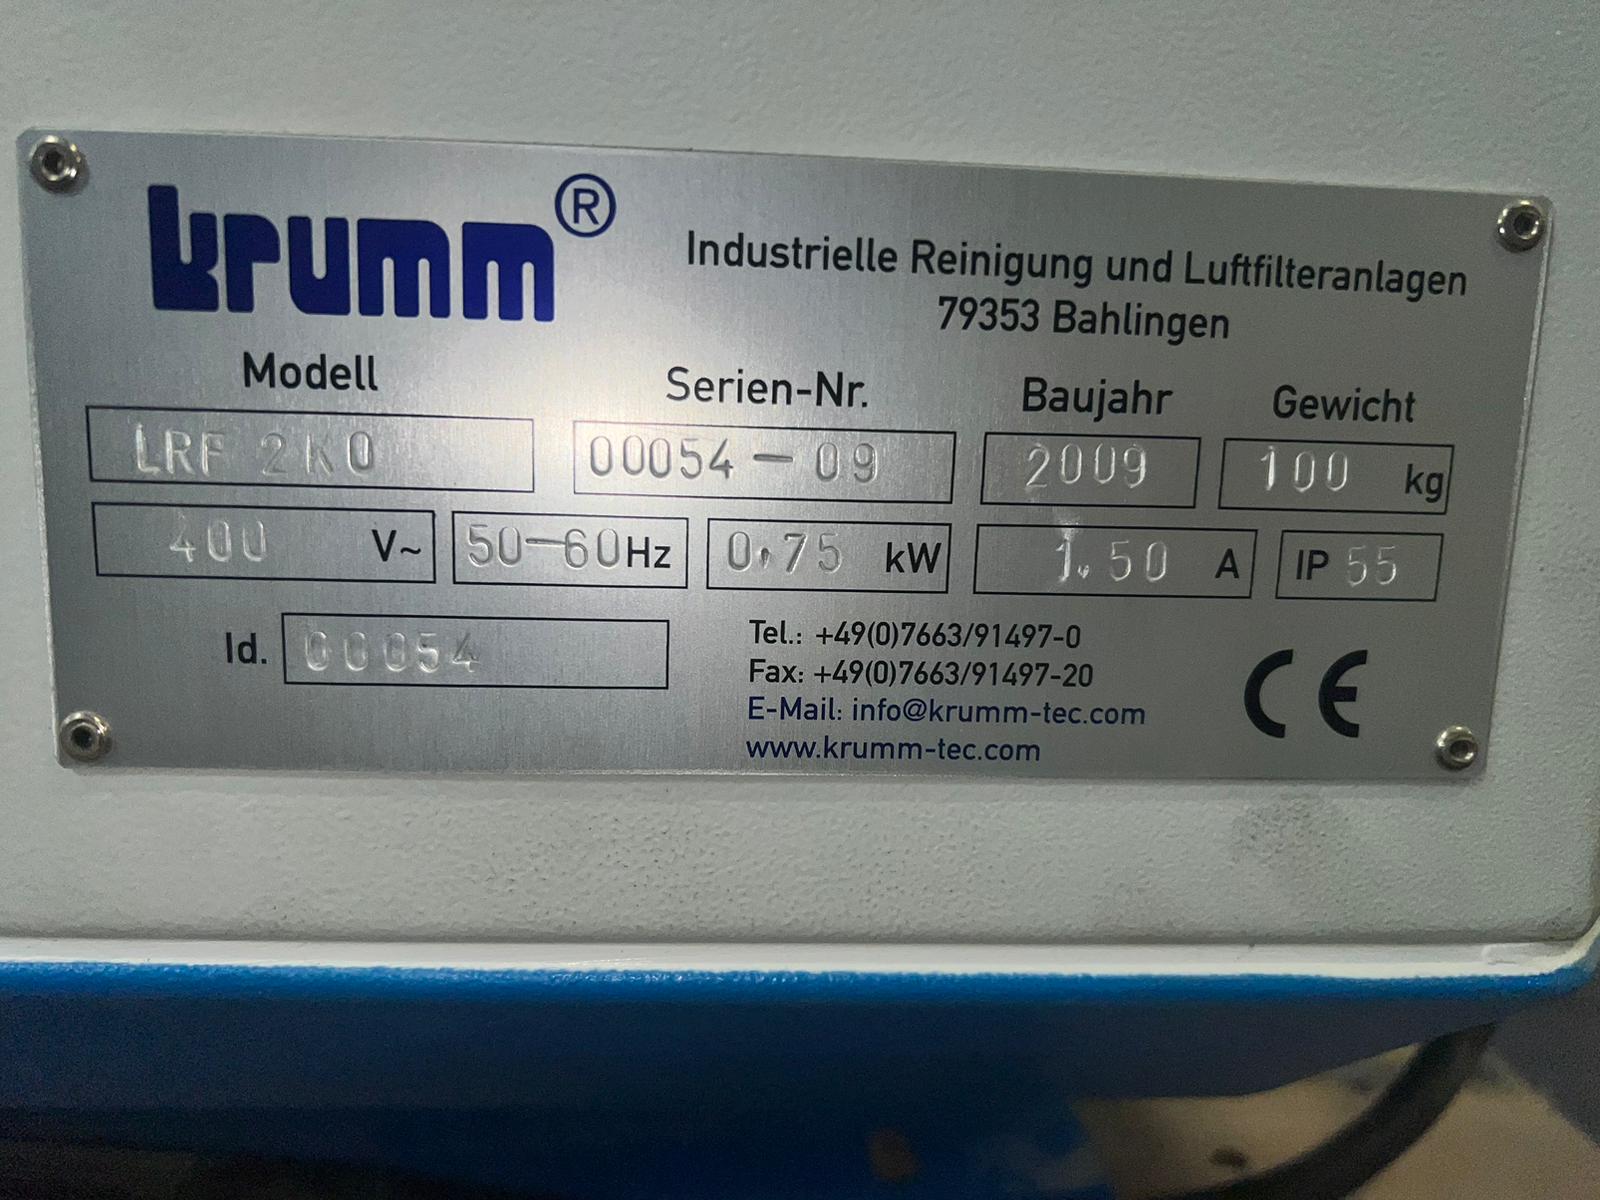 krumm®
Industrielle Reinigung und Luftfilteranlagen
79353 Bahlingen
Modell Serien-Nr. Baujahr Gewicht
LRF 2K0 00054-09 2009 100 kg
400 V~ 50-60Hz 0,75 kW 1,50 A IP 55
Id. 00054
Tel.: +49(0)7663/91497-0
Fax: +49(0)7663/91497-20
E-Mail: info@krumm-tec.com
www.krumm-tec.com
CE